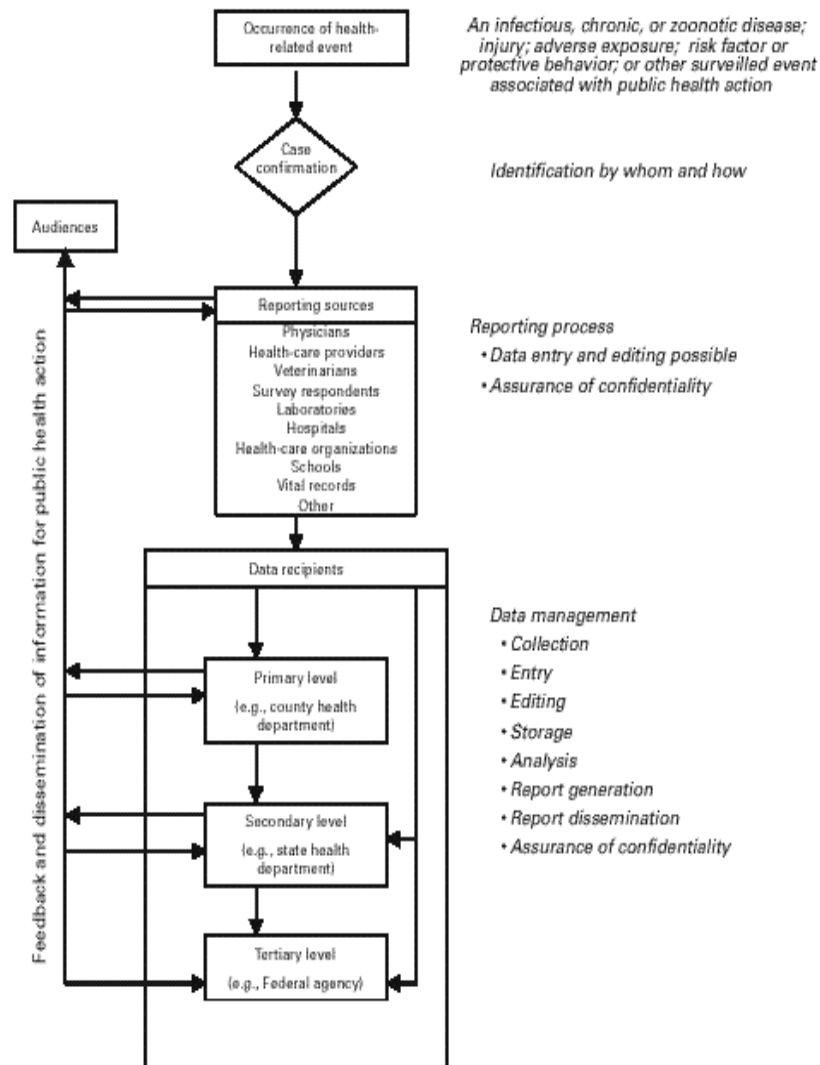 Occurrence of health-
related event
An infectious, chronic, or zoonotic disease;
injury; adverse exposure; risk factor or
protective behavior; or other surveilled event
associated with public health action
Case
confirmation
Identification by whom and how
Audiences
Feedback and dissemination of information for public health action
Reporting sources
Physicians
Health-care providers
Veterinarians
Survey respondents
Laboratories
Hospitals
Health-care organizations
Schools
Vital records
Other
Reporting process
• Data entry and editing possible
• Assurance of confidentiality
Data recipients
Primary level
(e.g., county health
department)
Secondary level
(e.g., state health
department)
Tertiary level
(e.g., Federal agency)
Data management
• Collection
• Entry
• Editing
• Storage
• Analysis
• Report generation
• Report dissemination
• Assurance of confidentiality